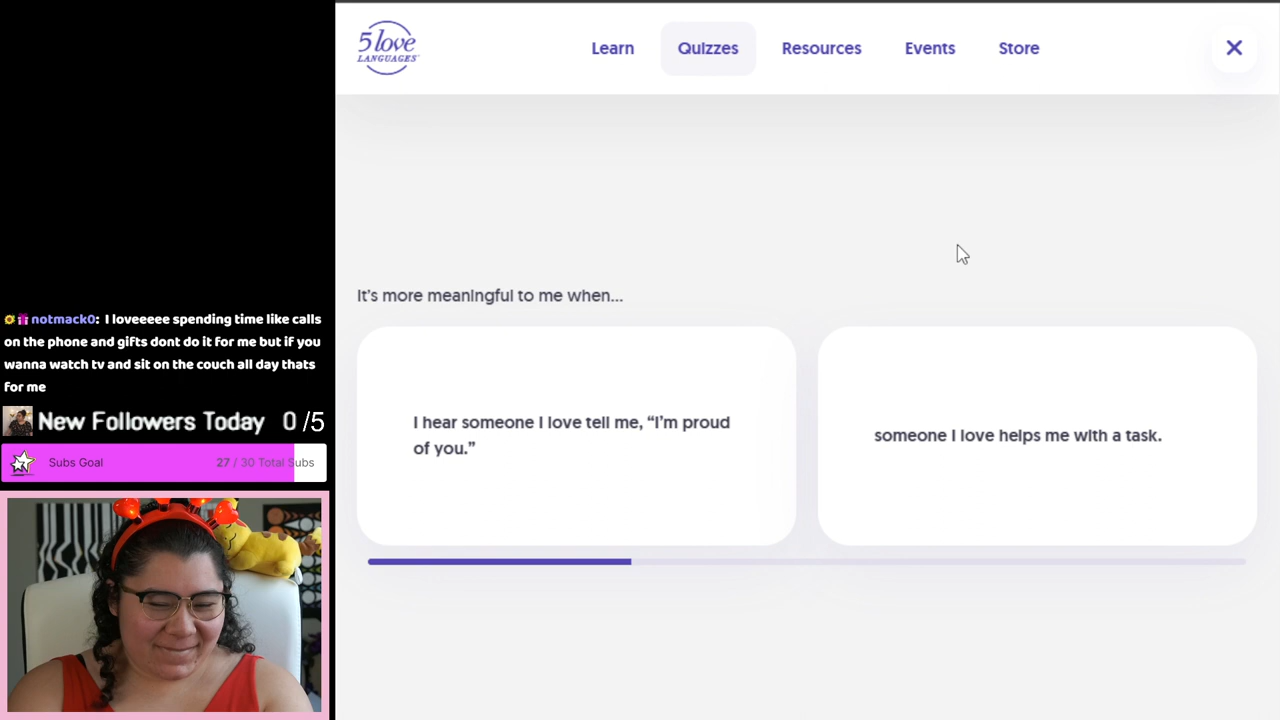 5 love
LANGUAGES
Learn
Quizzes
Resources
Events
Store
It's more meaningful to me when...
I hear someone I love tell me, “I'm proud
of you.”
someone I love helps me with a task.
notmack0: I loveeeee spending time like calls
on the phone and gifts dont do it for me but if you
wanna watch tv and sit on the couch all day thats
for me
New Followers Today 0 /5
Subs Goal 27 / 30 Total Subs